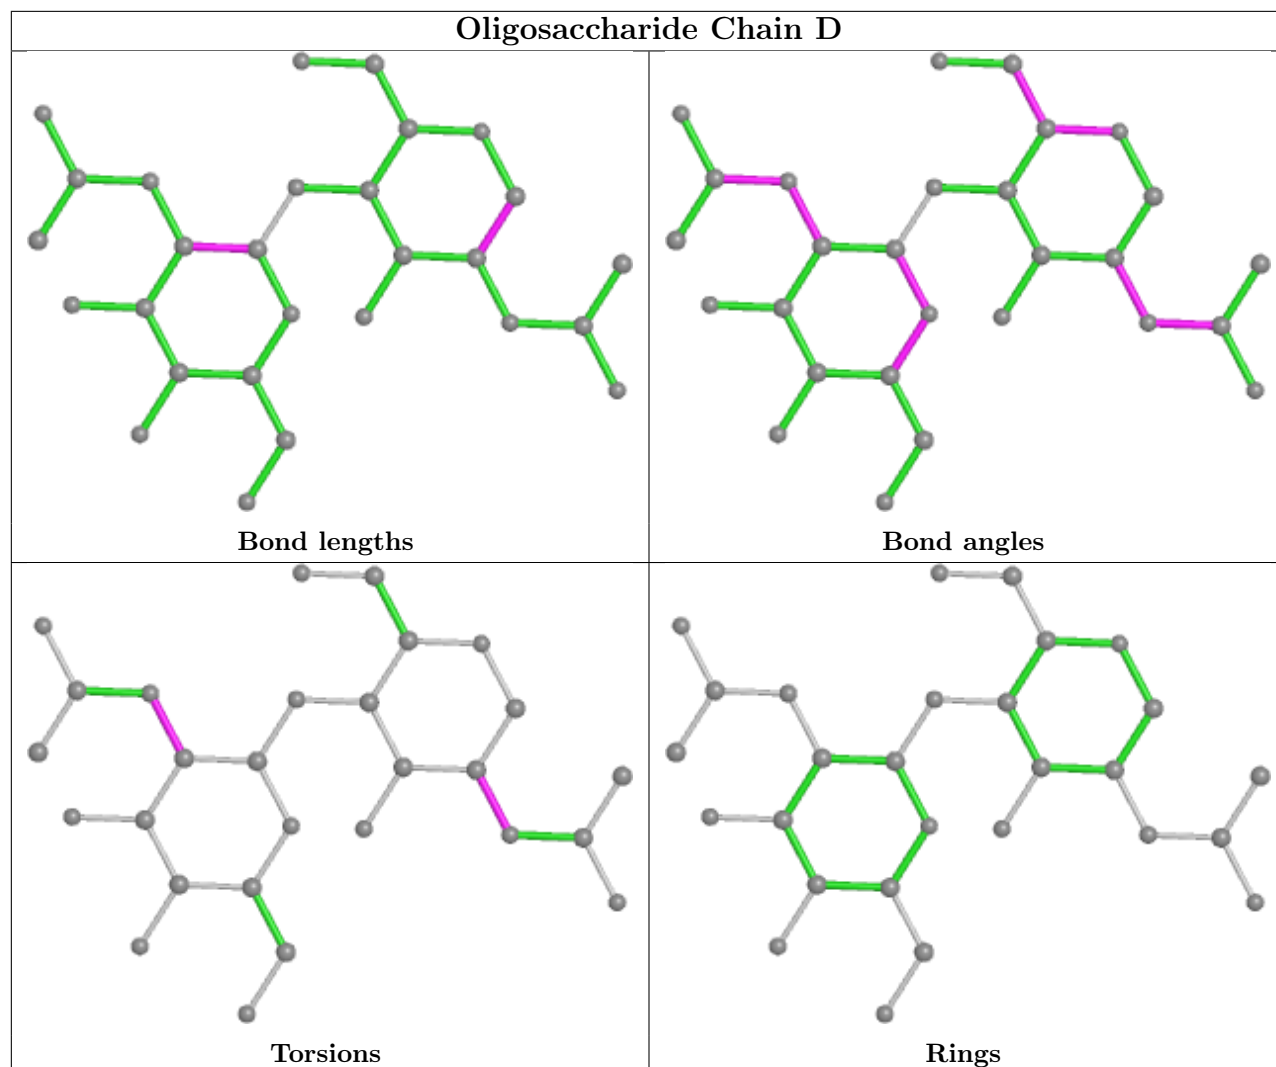 Oligosaccharide Chain D
Bond lengths
Bond angles
Torsions
Rings